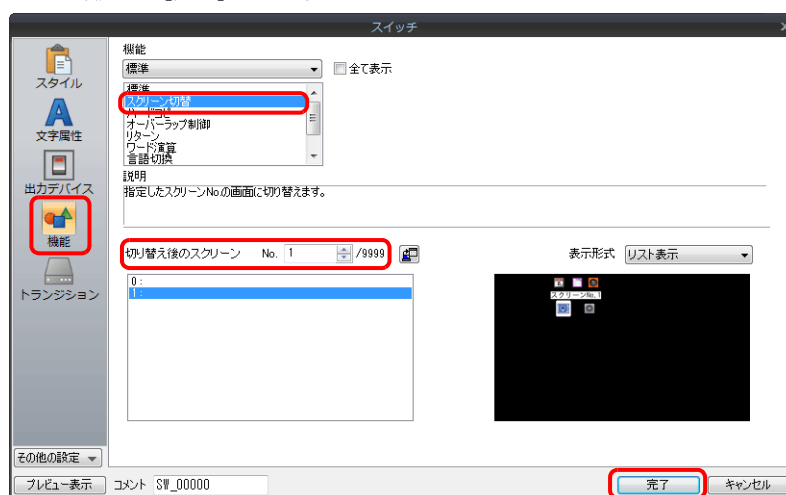 スイッチ
スタイル
文字属性
出力デバイス
機能
トランジション
その他の設定
機能
標準
全て表示
標準
スクリーン切替
ハードコピー
オーバーラップ制御
リターン
ワード演算
言語切換
説明
指定したスクリーンNo.の画面に切り替えます。
切り替え後のスクリーン No. 1 /9999
表示形式 リスト表示
0 :
1 :
スクリーンNo.1
プレビュー表示
コメント SW_00000
完了
キャンセル